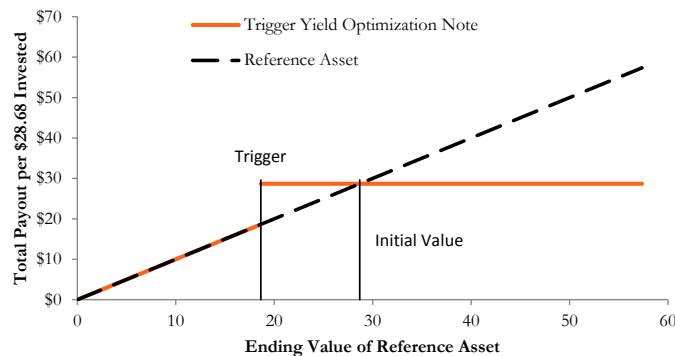 Trigger Yield Optimization Note
Reference Asset
Total Payout per $28.68 Invested
$70
$60
$50
$40
$30
$20
$10
$0
Trigger
Initial Value
0
10
20
30
40
50
60
Ending Value of Reference Asset